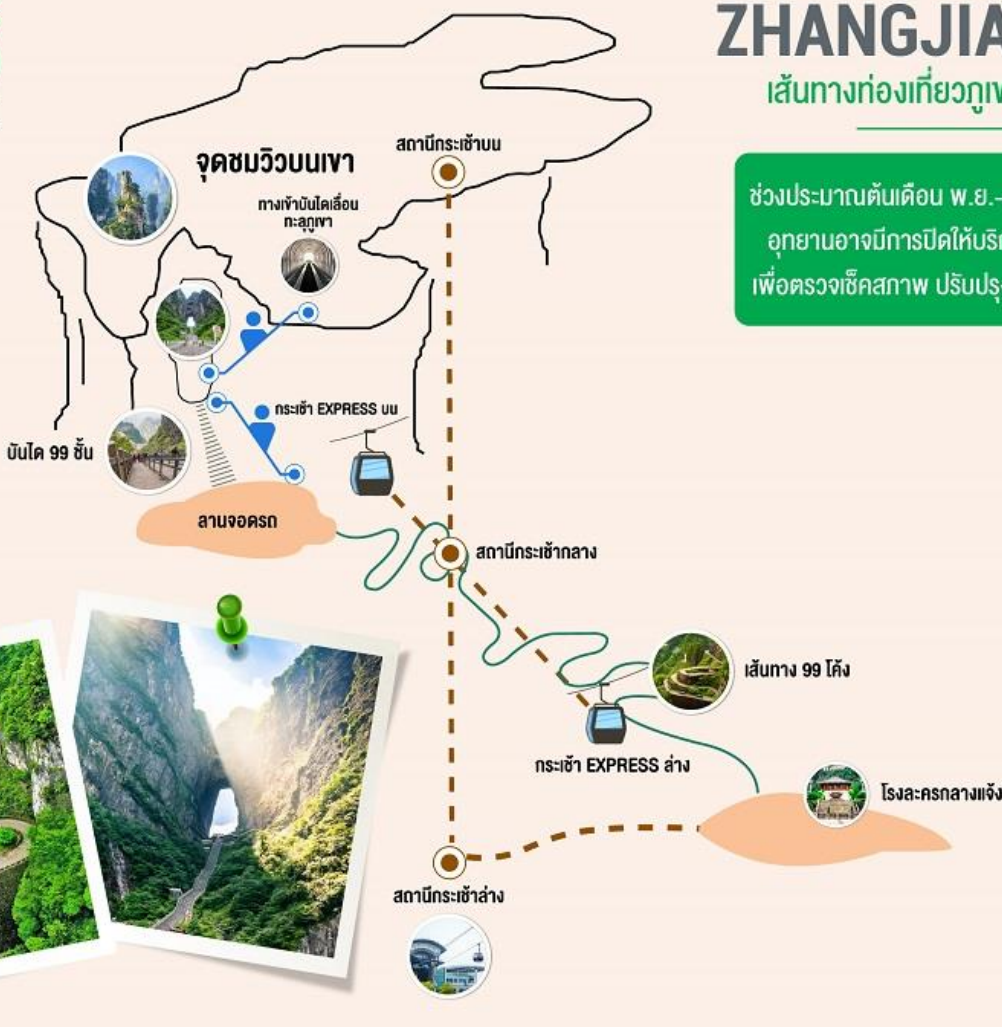 ZHANGJIA
เส้นทางท่องเที่ยวภูเ
ช่วงประมาณต้นเดือน พ.ย.-
อุทยานอาจมีการปิดให้บริก
เพื่อตรวจเช็คสภาพ ปรับปรุ
สถานีกระเช้าบน
จุดชมวิวบนเขา
ทางเข้าบันไดเลื่อน
ทะลุภูเขา
กระเช้า EXPRESS บน
บันได 99 ชั้น
ลานจอดรถ
สถานีกระเช้ากลาง
เส้นทาง 99 โค้ง
กระเช้า EXPRESS ล่าง
โรงละครกลางแจ้ง
สถานีกระเช้าล่าง